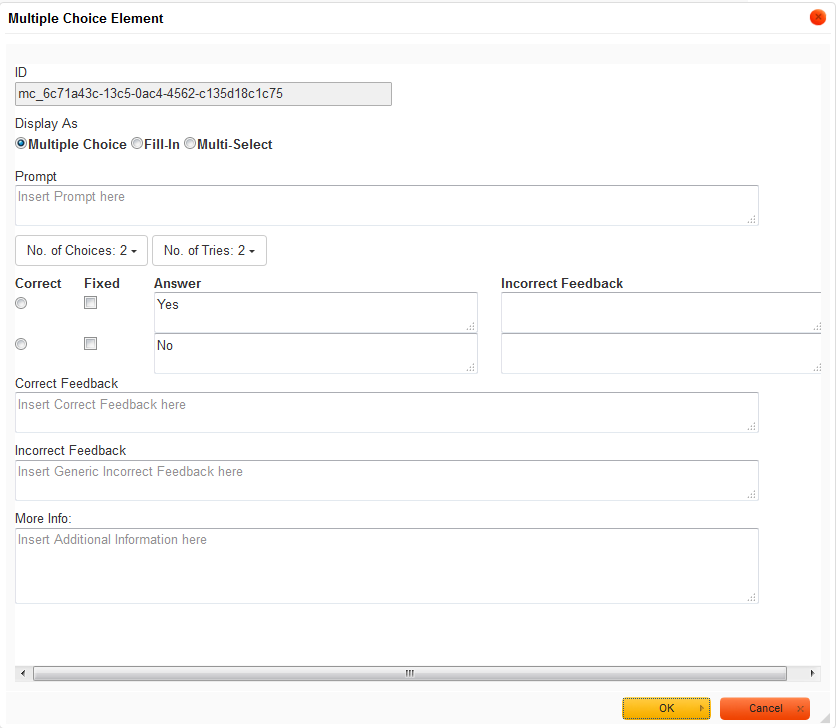 Multiple Choice Element
ID
mc_6c71a43c-13c5-0ac4-4562-c135d18c1c75
Display As
Multiple Choice Fill-In Multi-Select
Prompt
Insert Prompt here
No. of Choices: 2 No. of Tries: 2
Correct Fixed Answer Incorrect Feedback
Yes
No
Correct Feedback
Insert Correct Feedback here
Incorrect Feedback
Insert Generic Incorrect Feedback here
More Info:
Insert Additional Information here
OK Cancel